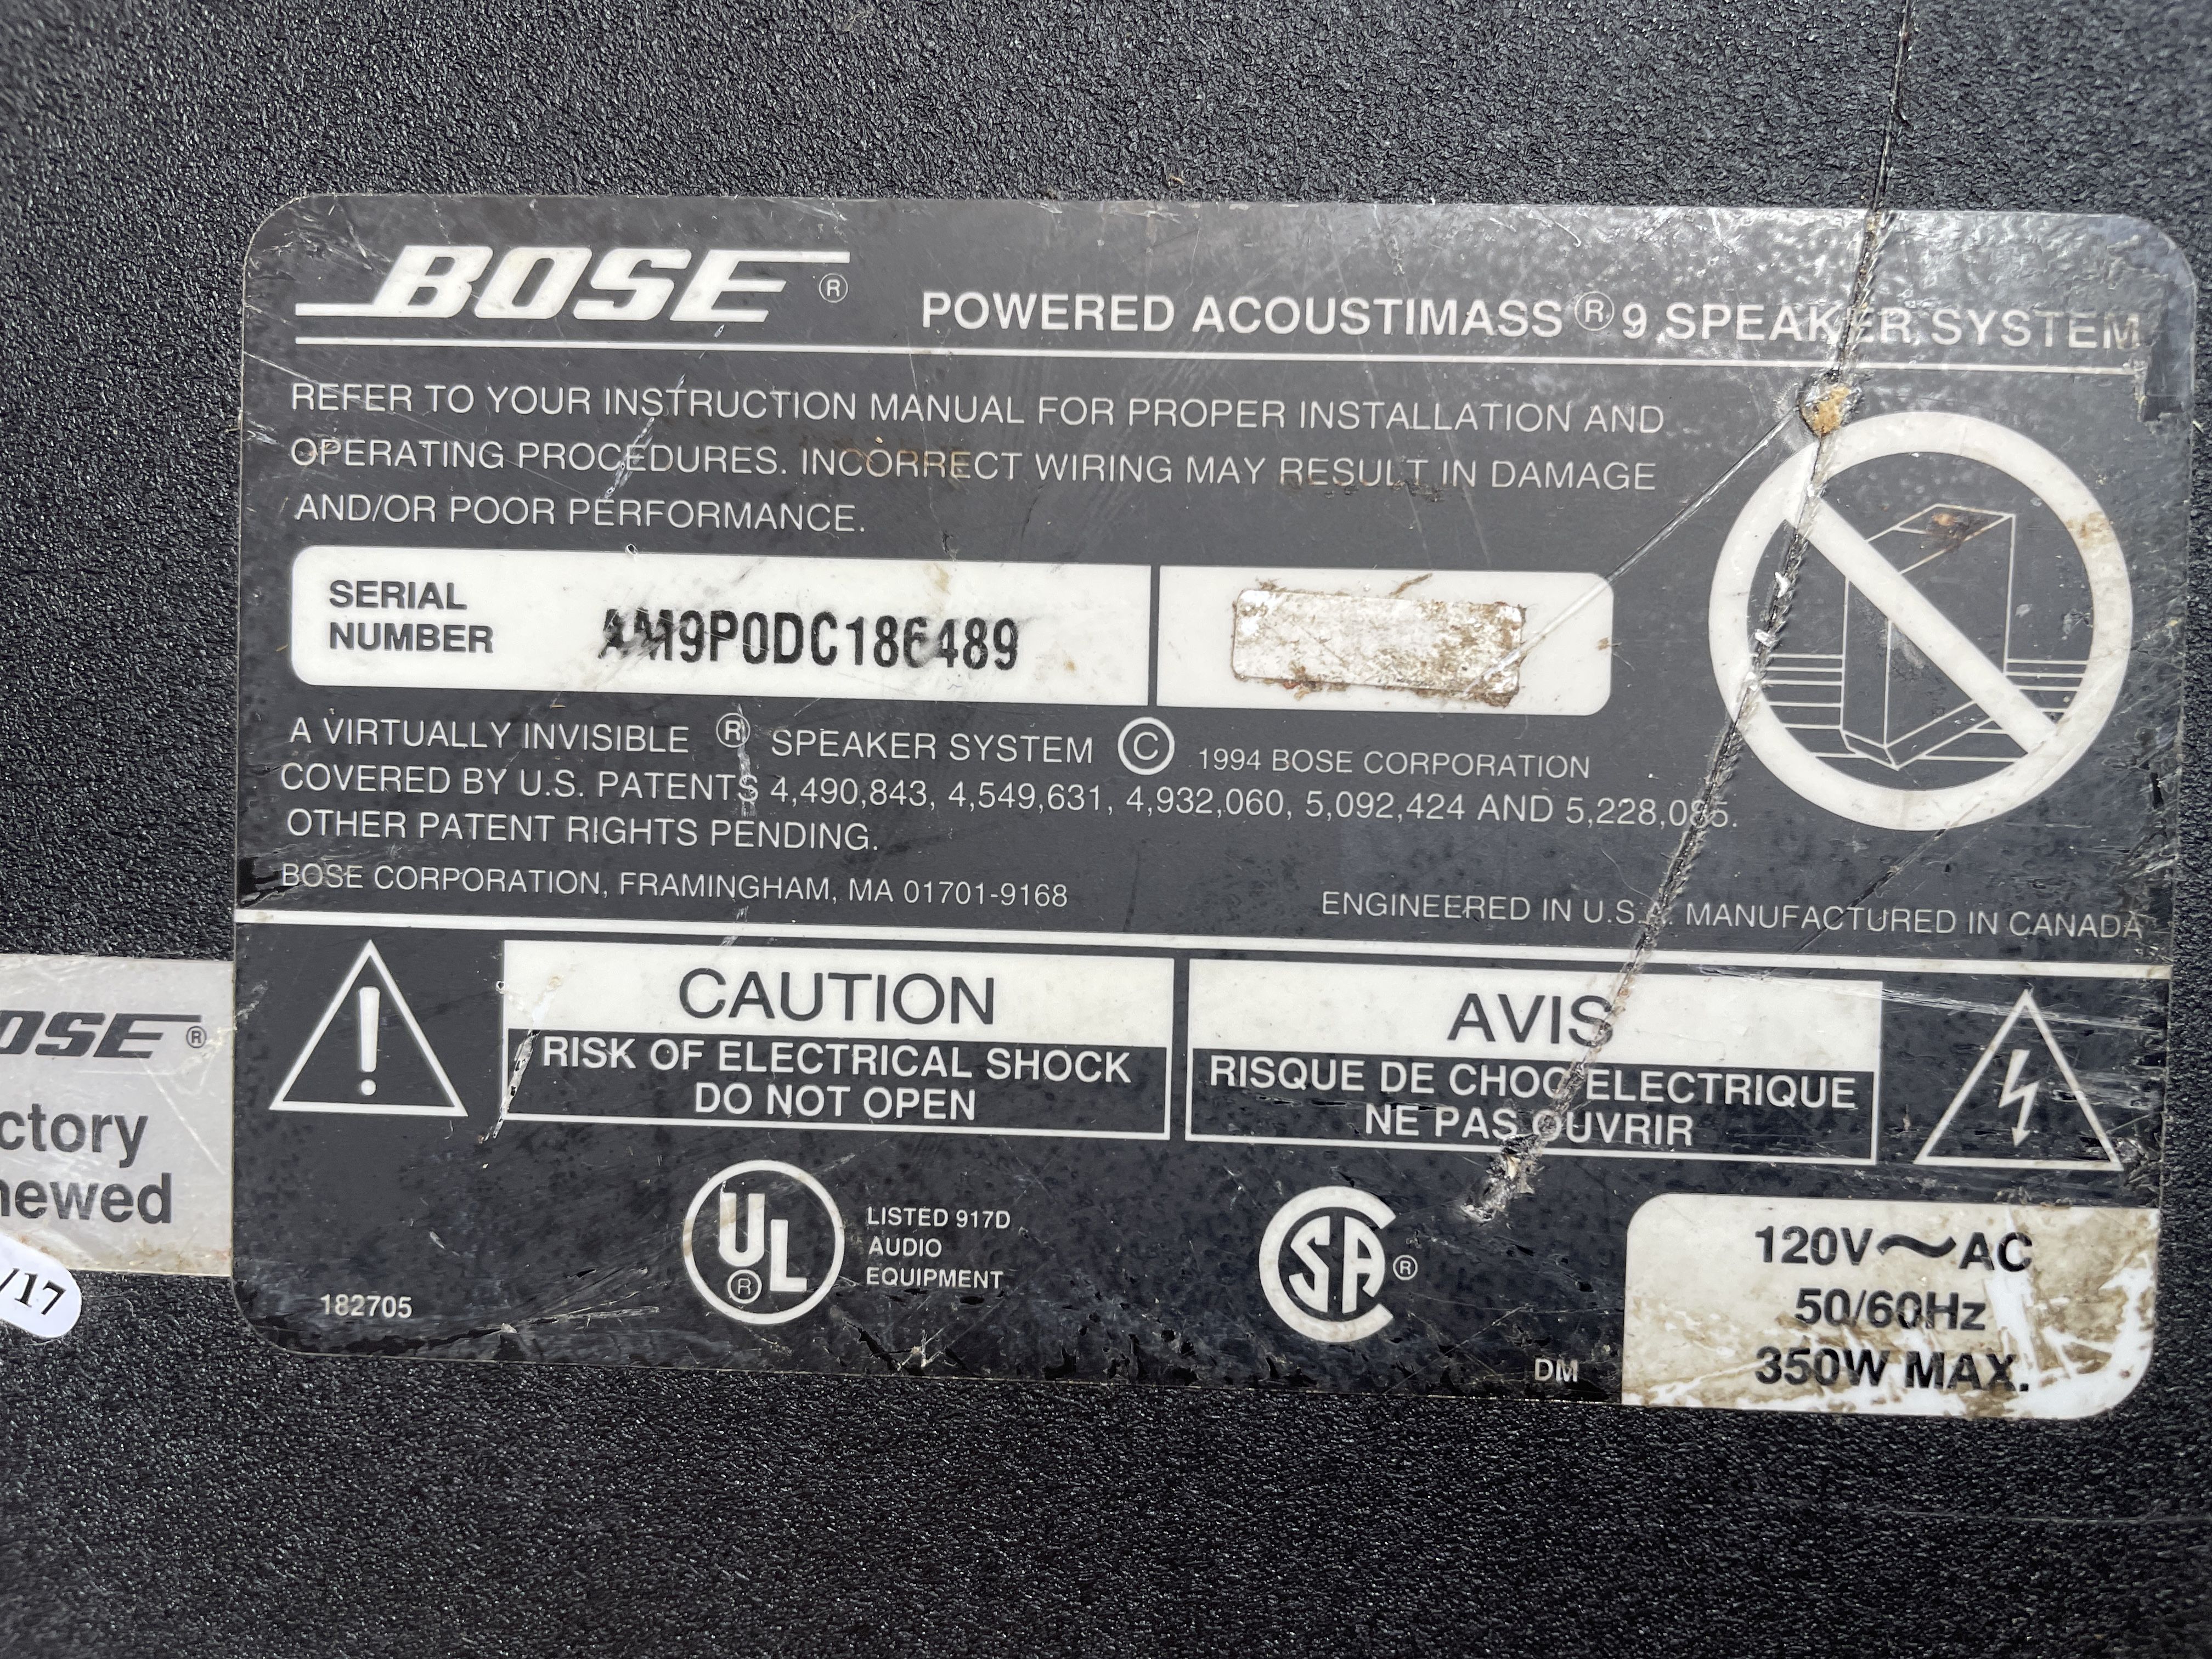 BOSE®
POWERED ACOUSTIMASS® 9 SPEAKER SYSTEM
REFER TO YOUR INSTRUCTION MANUAL FOR PROPER INSTALLATION AND
OPERATING PROCEDURES. INCORRECT WIRING MAY RESULT IN DAMAGE
AND/OR POOR PERFORMANCE.
SERIAL
NUMBER
AM9P0DC186489
A VIRTUALLY INVISIBLE ® SPEAKER SYSTEM © 1994 BOSE CORPORATION
COVERED BY U.S. PATENTS 4,490,843, 4,549,631, 4,932,060, 5,092,424 AND 5,228,085.
OTHER PATENT RIGHTS PENDING.
BOSE CORPORATION, FRAMINGHAM, MA 01701-9168
ENGINEERED IN U.S.A. MANUFACTURED IN CANADA
CAUTION
RISK OF ELECTRICAL SHOCK
DO NOT OPEN
AVIS
RISQUE DE CHOC ELECTRIQUE
NE PAS OUVRIR
UL®
LISTED 917D
AUDIO
EQUIPMENT
SA®
120V~AC
50/60Hz
350W MAX.
182705
DM
OSE®
ctory
newed
/17